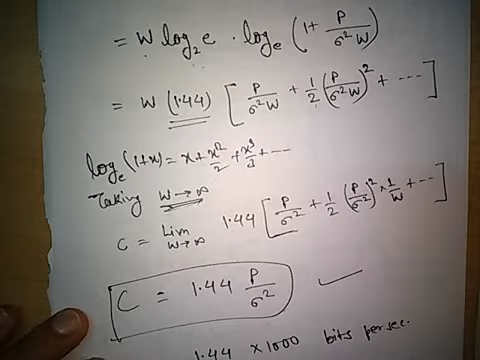 = W log₂e · logₑ (1 + P/σ²W)
= W (1.44) [ P/σ²W + 1/2 (P/σ²W)² + --- ]
logₑ(1+x) = x + x²/2 + x³/3 + ---
Taking W → ∞
C = Lim W→∞ 1.44 [ P/σ² + 1/2 (P/σ²)² × 1/W + -- ]
C = 1.44 P/σ² ✓
1.44 × 1000 bits per sec.